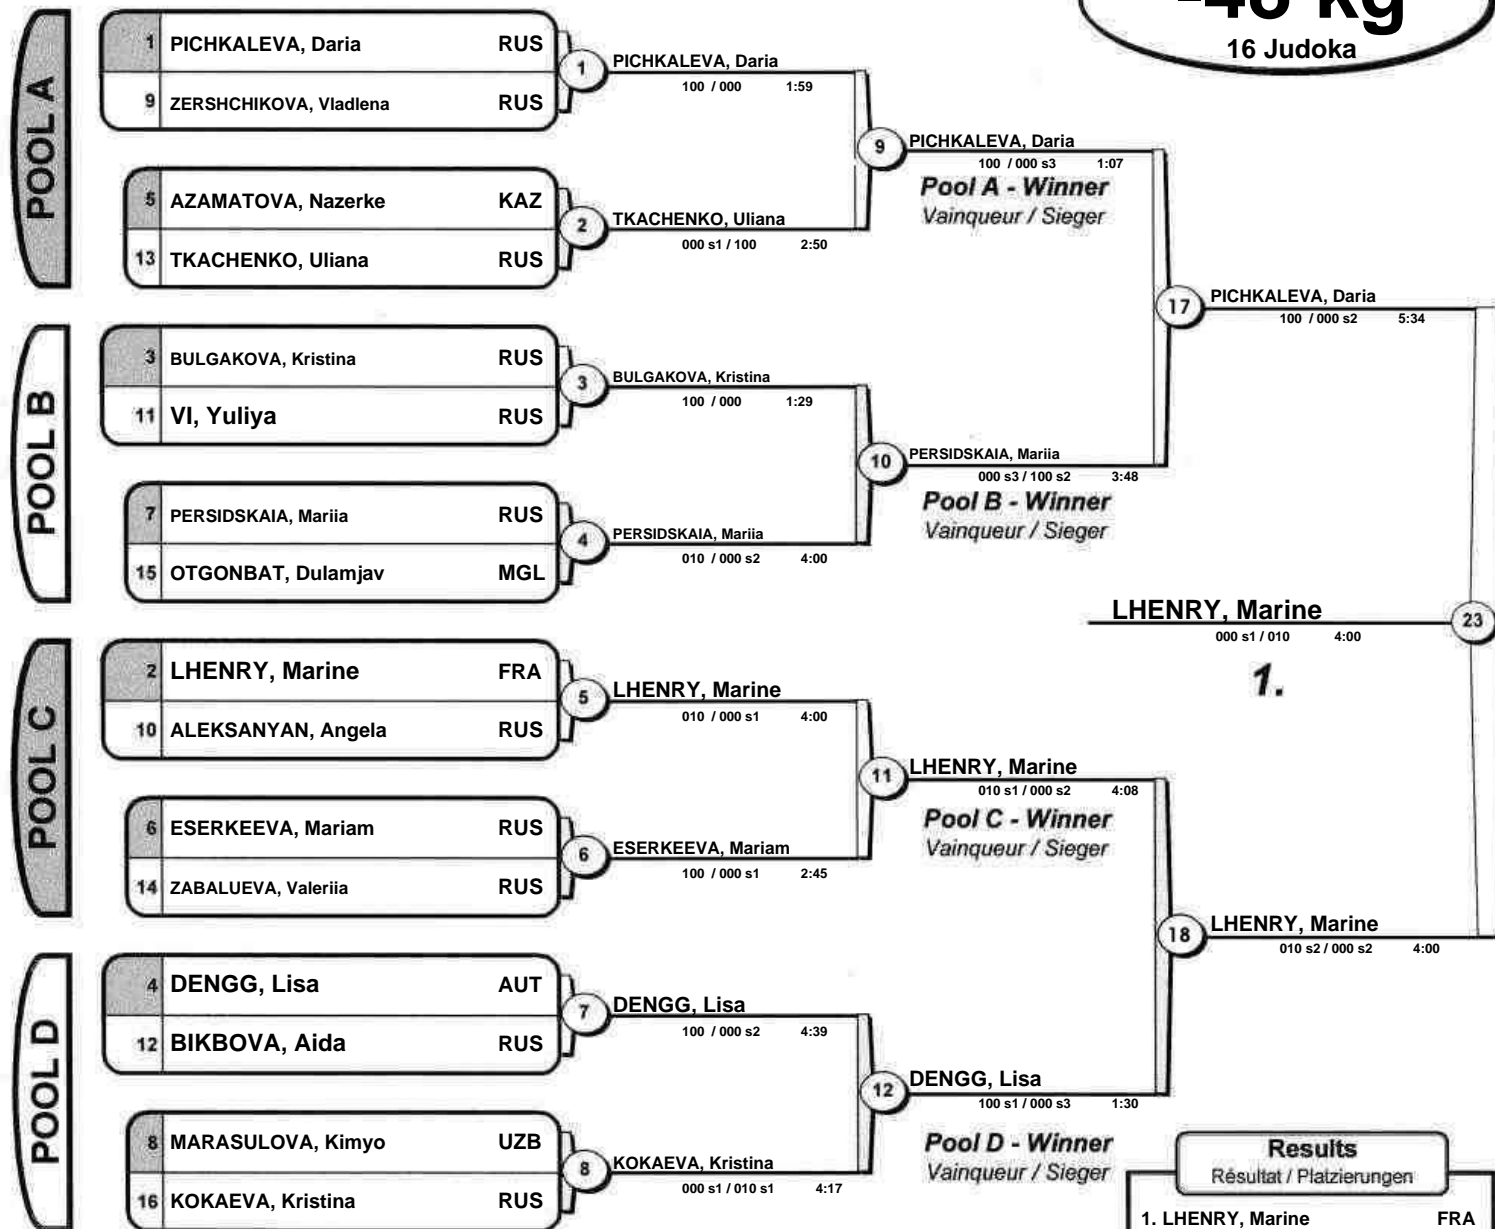 -48 kg
16 Judoka
POOL A
1 PICHKALEVA, Daria RUS
9 ZERSHCHIKOVA, Vladlena RUS
1
PICHKALEVA, Daria
100 / 000 1:59
5 AZAMATOVA, Nazerke KAZ
13 TKACHENKO, Uliana RUS
2
TKACHENKO, Uliana
000 s1 / 100 2:50
9
PICHKALEVA, Daria
100 / 000 s3 1:07
Pool A - Winner
Vainqueur / Sieger
POOL B
3 BULGAKOVA, Kristina RUS
11 VI, Yuliya RUS
3
BULGAKOVA, Kristina
100 / 000 1:29
7 PERSIDSKAIA, Mariia RUS
15 OTGONBAT, Dulamjav MGL
4
PERSIDSKAIA, Mariia
010 / 000 s2 4:00
10
PERSIDSKAIA, Mariia
000 s3 / 100 s2 3:48
Pool B - Winner
Vainqueur / Sieger
17
PICHKALEVA, Daria
100 / 000 s2 5:34
LHENRY, Marine
000 s1 / 010 4:00
23
1.
POOL C
2 LHENRY, Marine FRA
10 ALEKSANYAN, Angela RUS
5
LHENRY, Marine
010 / 000 s1 4:00
6 ESERKEEVA, Mariam RUS
14 ZABALUEVA, Valeriia RUS
6
ESERKEEVA, Mariam
100 / 000 s1 2:45
11
LHENRY, Marine
010 s1 / 000 s2 4:08
Pool C - Winner
Vainqueur / Sieger
18
LHENRY, Marine
010 s2 / 000 s2 4:00
POOL D
4 DENGG, Lisa AUT
12 BIKBOVA, Aida RUS
7
DENGG, Lisa
100 / 000 s2 4:39
8 MARASULOVA, Kimyo UZB
16 KOKAEVA, Kristina RUS
8
KOKAEVA, Kristina
000 s1 / 010 s1 4:17
12
DENGG, Lisa
100 s1 / 000 s3 1:30
Pool D - Winner
Vainqueur / Sieger
Results
Résultat / Platzierungen
1. LHENRY, Marine FRA